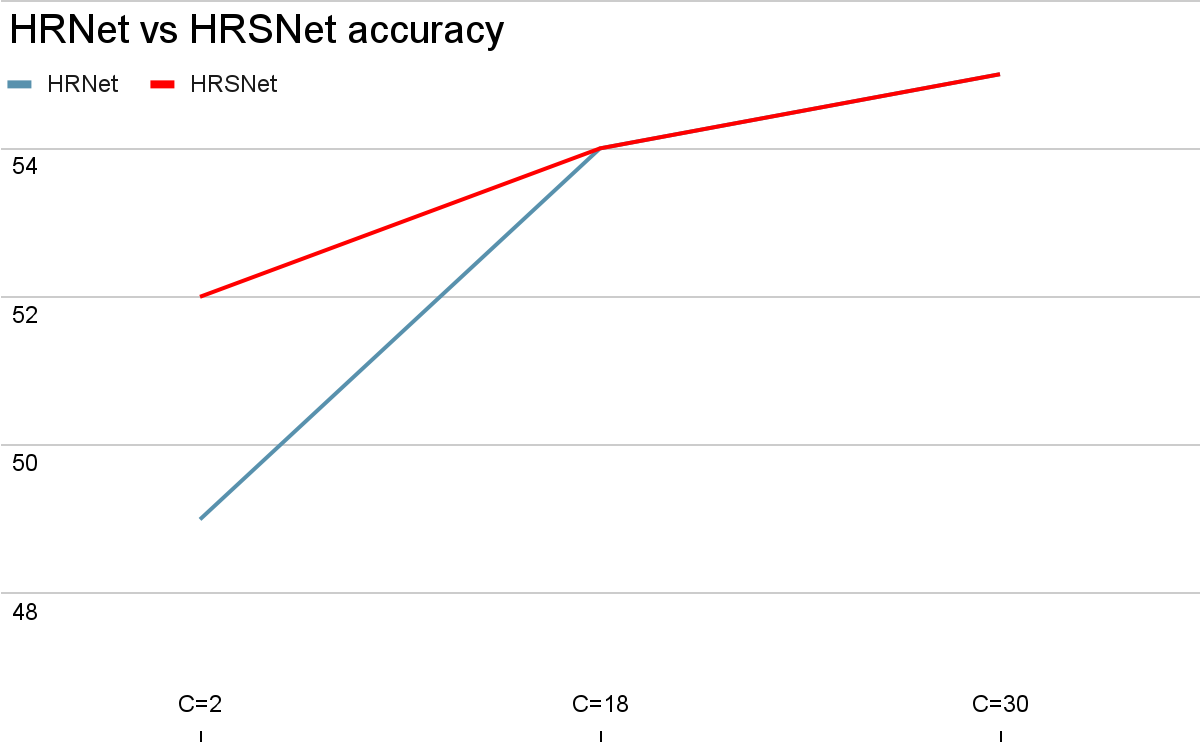 HRNet vs HRSNet accuracy
HRNet HRSNet
54
52
50
48
C=2 C=18 C=30